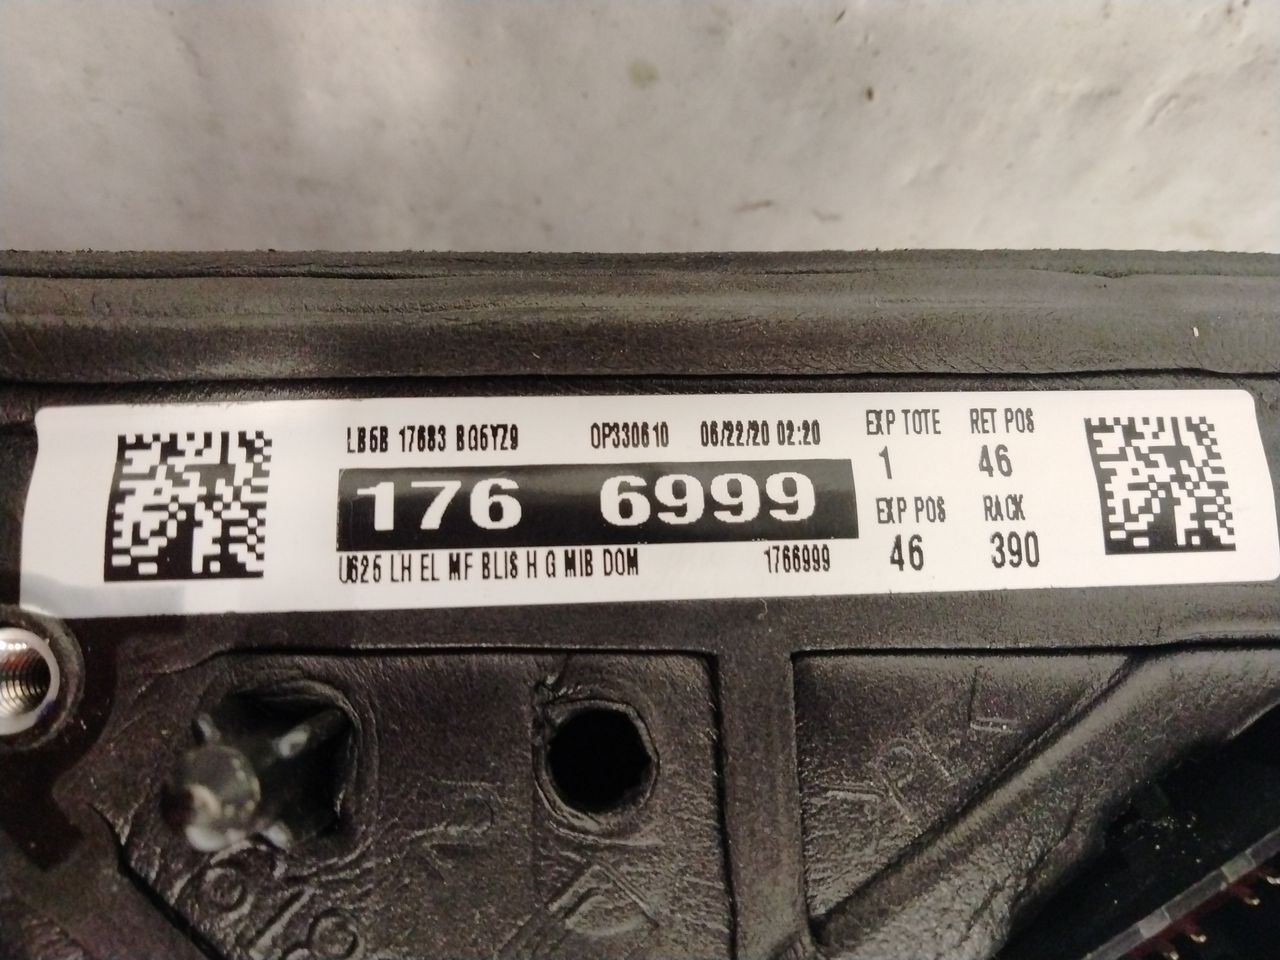 LB5B 17683 BQ6YZ9 OP330610 06/22/20 02:20
176 6999
U625 LH EL MF BLIS H G MIB DOM 1766999
EXP TOTE RET POS
1 46
EXP POS RACK
46 390